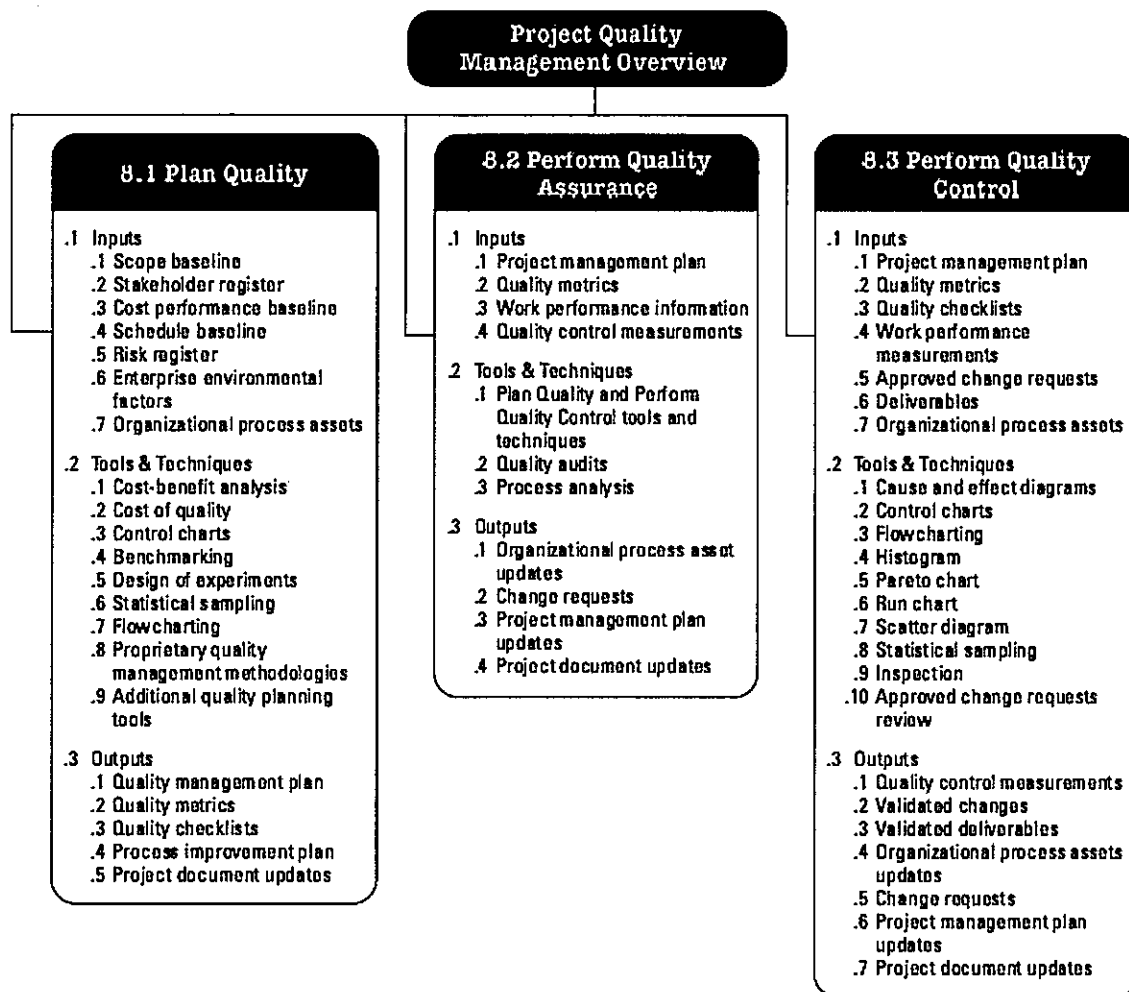 Project Quality
Management Overview
8.1 Plan Quality
.1 Inputs
.1 Scope baseline
.2 Stakeholder register
.3 Cost performance baseline
.4 Schedule baseline
.5 Risk register
.6 Enterprise environmental
factors
.7 Organizational process assets
.2 Tools & Techniques
.1 Cost-benefit analysis
.2 Cost of quality
.3 Control charts
.4 Benchmarking
.5 Design of experiments
.6 Statistical sampling
.7 Flowcharting
.8 Proprietary quality
management methodologies
.9 Additional quality planning
tools
.3 Outputs
.1 Quality management plan
.2 Quality metrics
.3 Quality checklists
.4 Process improvement plan
.5 Project document updates
8.2 Perform Quality
Assurance
.1 Inputs
.1 Project management plan
.2 Quality metrics
.3 Work performance information
.4 Quality control measurements
.2 Tools & Techniques
.1 Plan Quality and Perform
Quality Control tools and
techniques
.2 Quality audits
.3 Process analysis
.3 Outputs
.1 Organizational process asset
updates
.2 Change requests
.3 Project management plan
updates
.4 Project document updates
8.3 Perform Quality
Control
.1 Inputs
.1 Project management plan
.2 Quality metrics
.3 Quality checklists
.4 Work performance
measurements
.5 Approved change requests
.6 Deliverables
.7 Organizational process assets
.2 Tools & Techniques
.1 Cause and effect diagrams
.2 Control charts
.3 Flowcharting
.4 Histogram
.5 Pareto chart
.6 Run chart
.7 Scatter diagram
.8 Statistical sampling
.9 Inspection
.10 Approved change requests
review
.3 Outputs
.1 Quality control measurements
.2 Validated changes
.3 Validated deliverables
.4 Organizational process assets
updates
.5 Change requests
.6 Project management plan
updates
.7 Project document updates